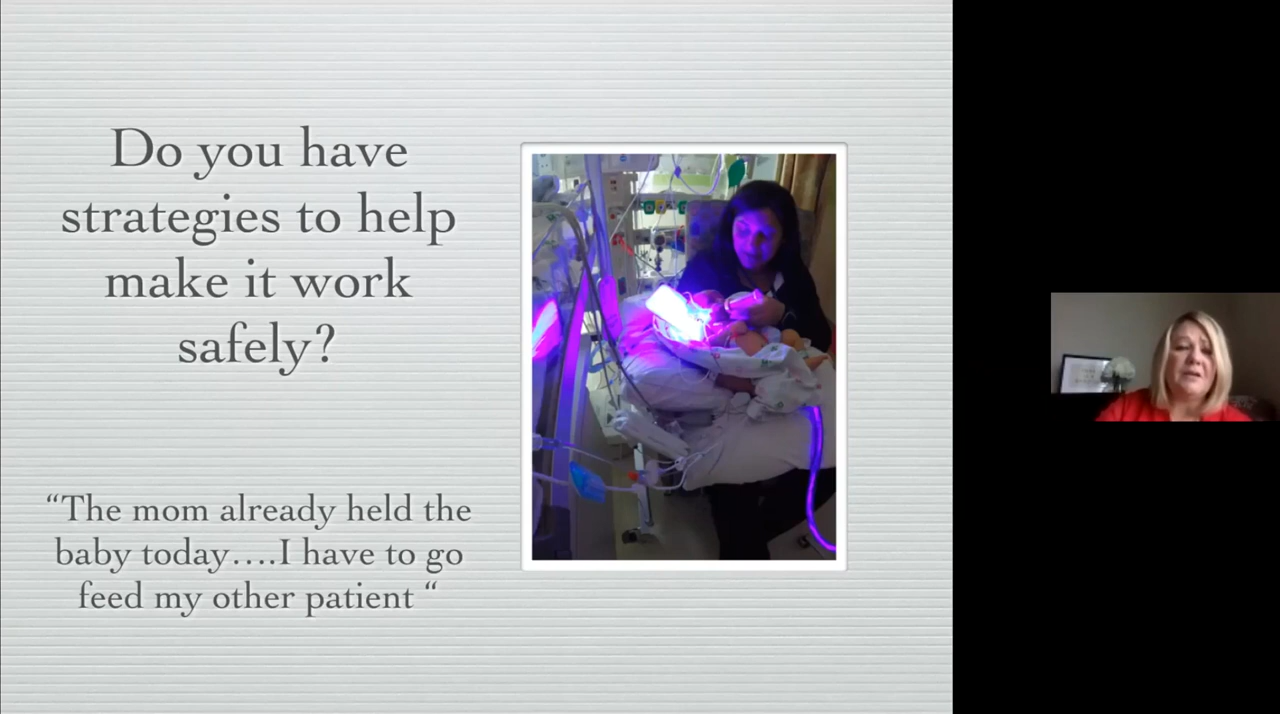 Do you have
strategies to help
make it work
safely?
“The mom already held the
baby today….I have to go
feed my other patient “